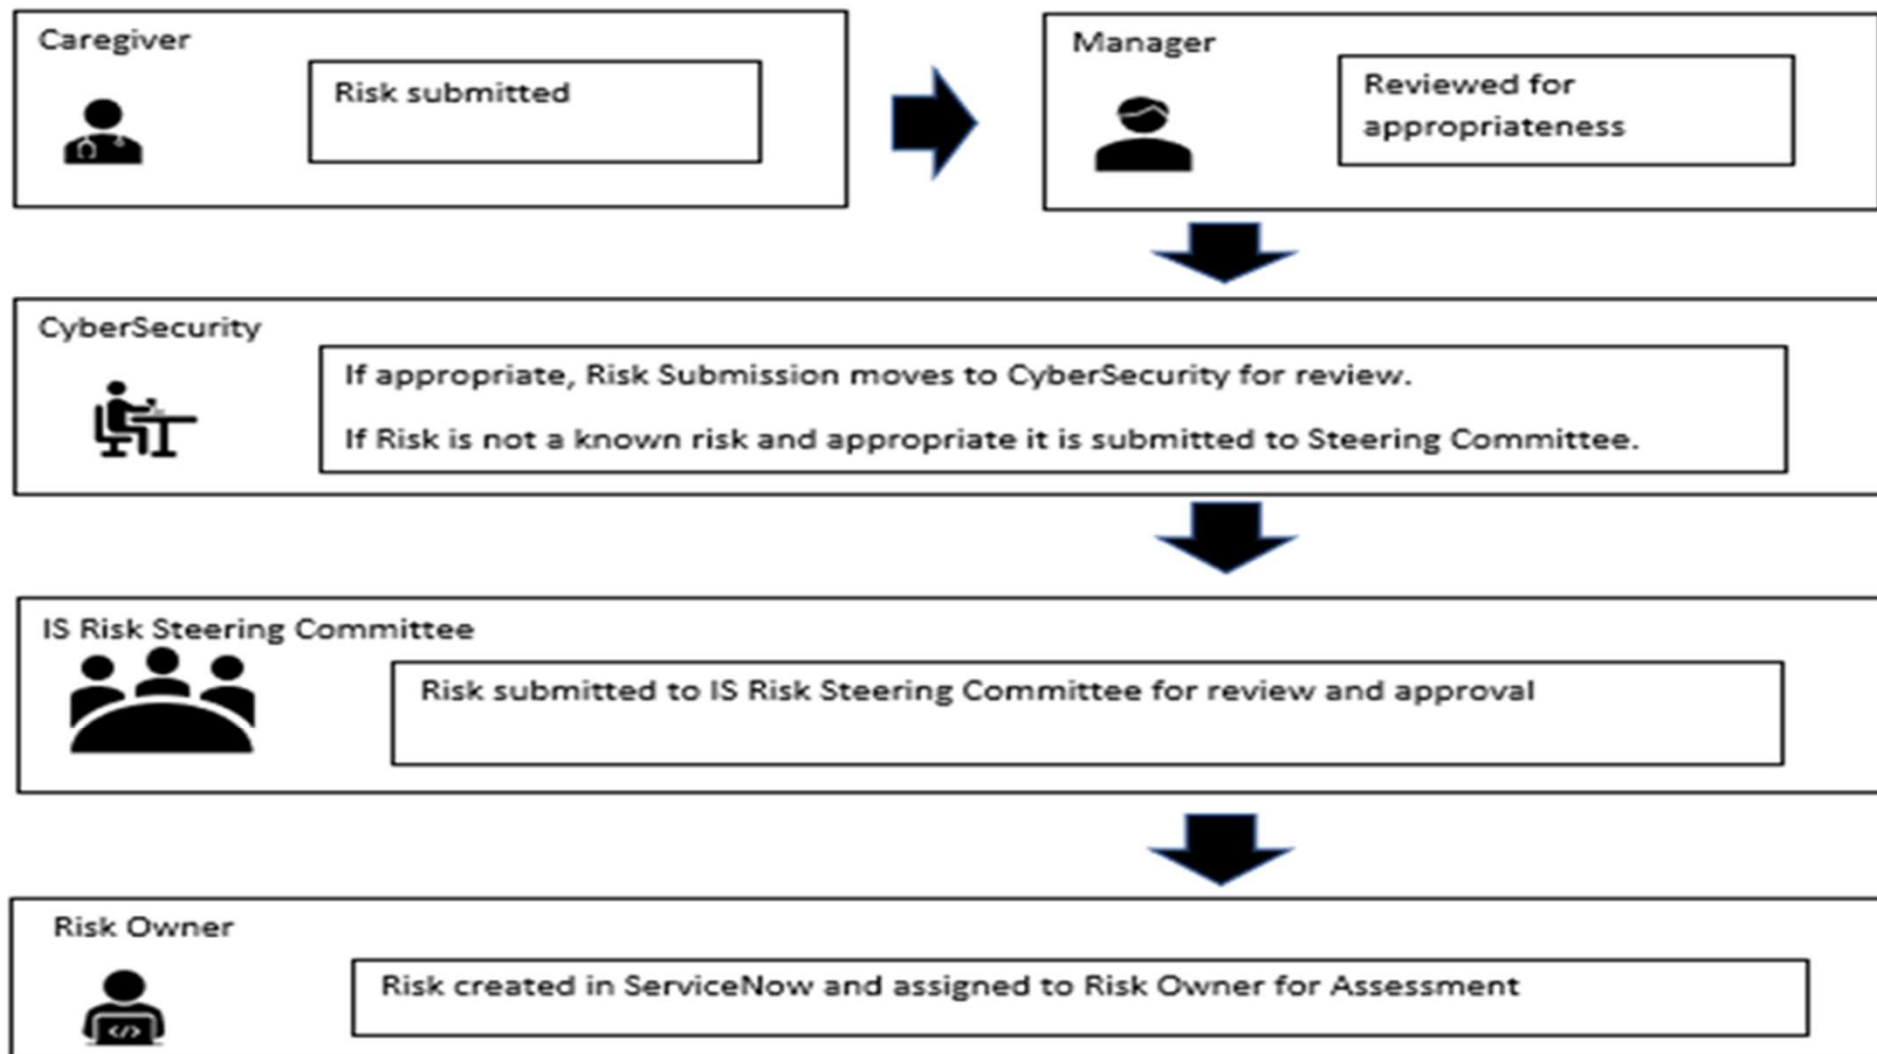 Caregiver
Risk submitted
Manager
Reviewed for
appropriateness
CyberSecurity
If appropriate, Risk Submission moves to CyberSecurity for review.
If Risk is not a known risk and appropriate it is submitted to Steering Committee.
IS Risk Steering Committee
Risk submitted to IS Risk Steering Committee for review and approval
Risk Owner
Risk created in ServiceNow and assigned to Risk Owner for Assessment
</>